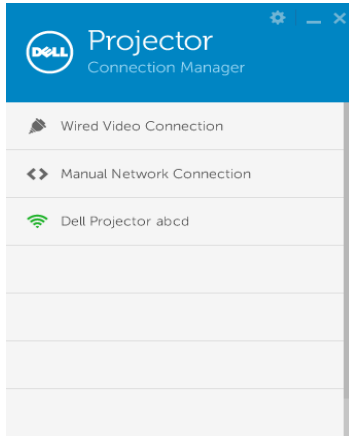 DELL
Projector
Connection Manager
Wired Video Connection
Manual Network Connection
Dell Projector abcd